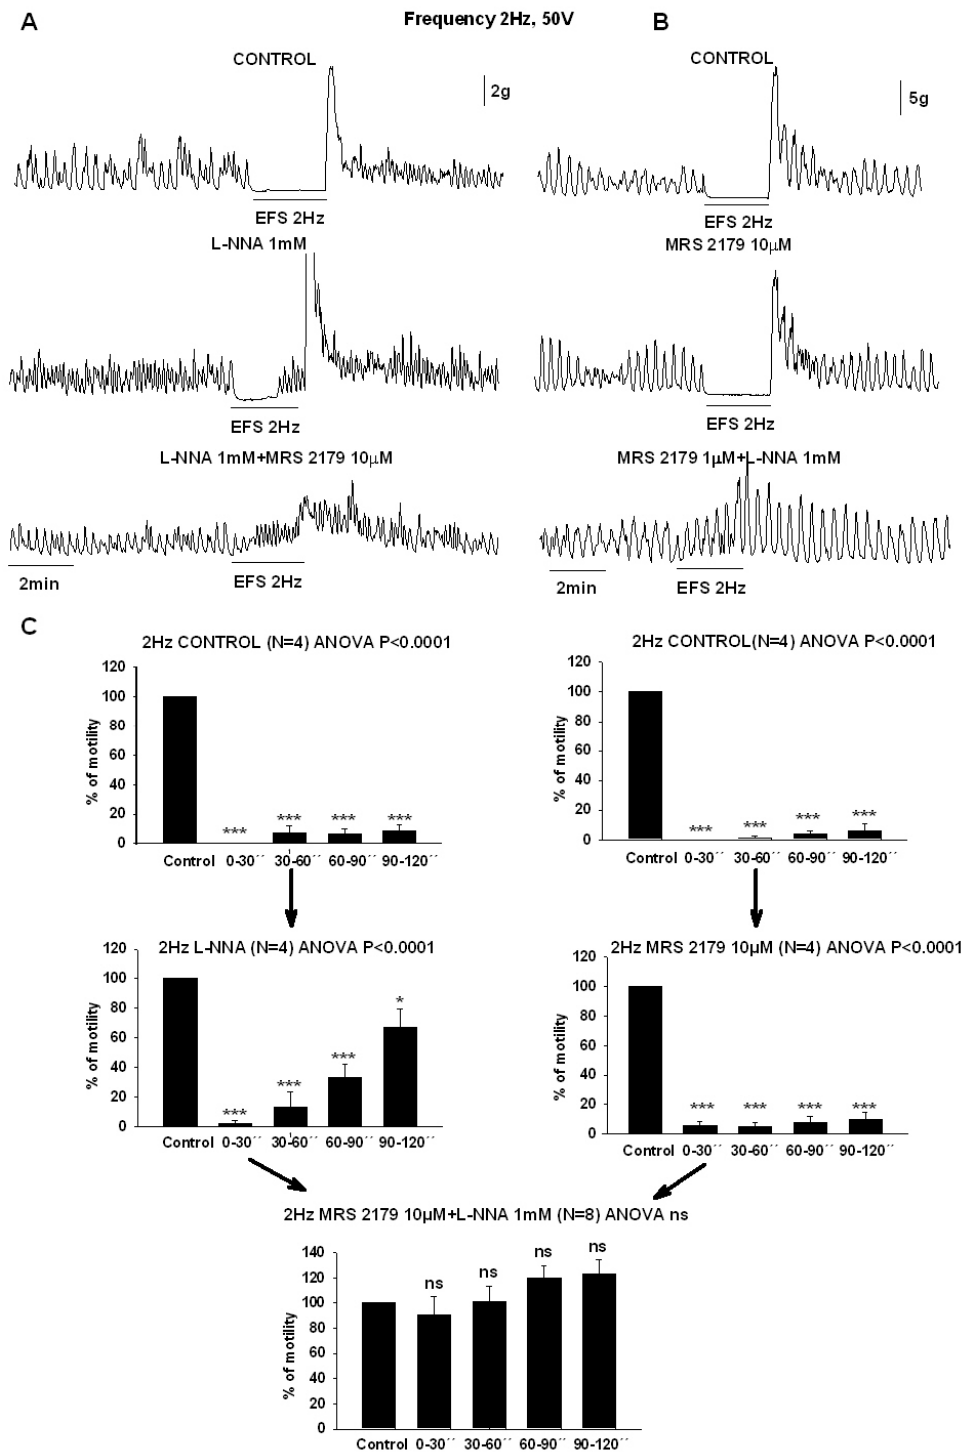 A
Frequency 2Hz, 50V
B
CONTROL
2g
EFS 2Hz
CONTROL
5g
EFS 2Hz
L-NNA 1mM
EFS 2Hz
MRS 2179 10µM
EFS 2Hz
L-NNA 1mM+MRS 2179 10µM
2min
EFS 2Hz
MRS 2179 1µM+L-NNA 1mM
2min
EFS 2Hz
C
2Hz CONTROL (N=4) ANOVA P<0.0001
% of motility
120
100
80
60
40
20
0
***
***
***
***
Control 0-30´´ 30-60´´ 60-90´´ 90-120´´
2Hz CONTROL(N=4) ANOVA P<0.0001
% of motility
120
100
80
60
40
20
0
***
***
***
***
Control 0-30´´ 30-60´´ 60-90´´ 90-120´´
2Hz L-NNA (N=4) ANOVA P<0.0001
% of motility
120
100
80
60
40
20
0
***
***
***
*
Control 0-30´´ 30-60´´ 60-90´´ 90-120´´
2Hz MRS 2179 10µM (N=4) ANOVA P<0.0001
% of motility
120
100
80
60
40
20
0
***
***
***
***
Control 0-30´´ 30-60´´ 60-90´´ 90-120´´
2Hz MRS 2179 10µM+L-NNA 1mM (N=8) ANOVA ns
% of motility
140
120
100
80
60
40
20
0
ns
ns
ns
ns
Control 0-30´´ 30-60´´ 60-90´´ 90-120´´